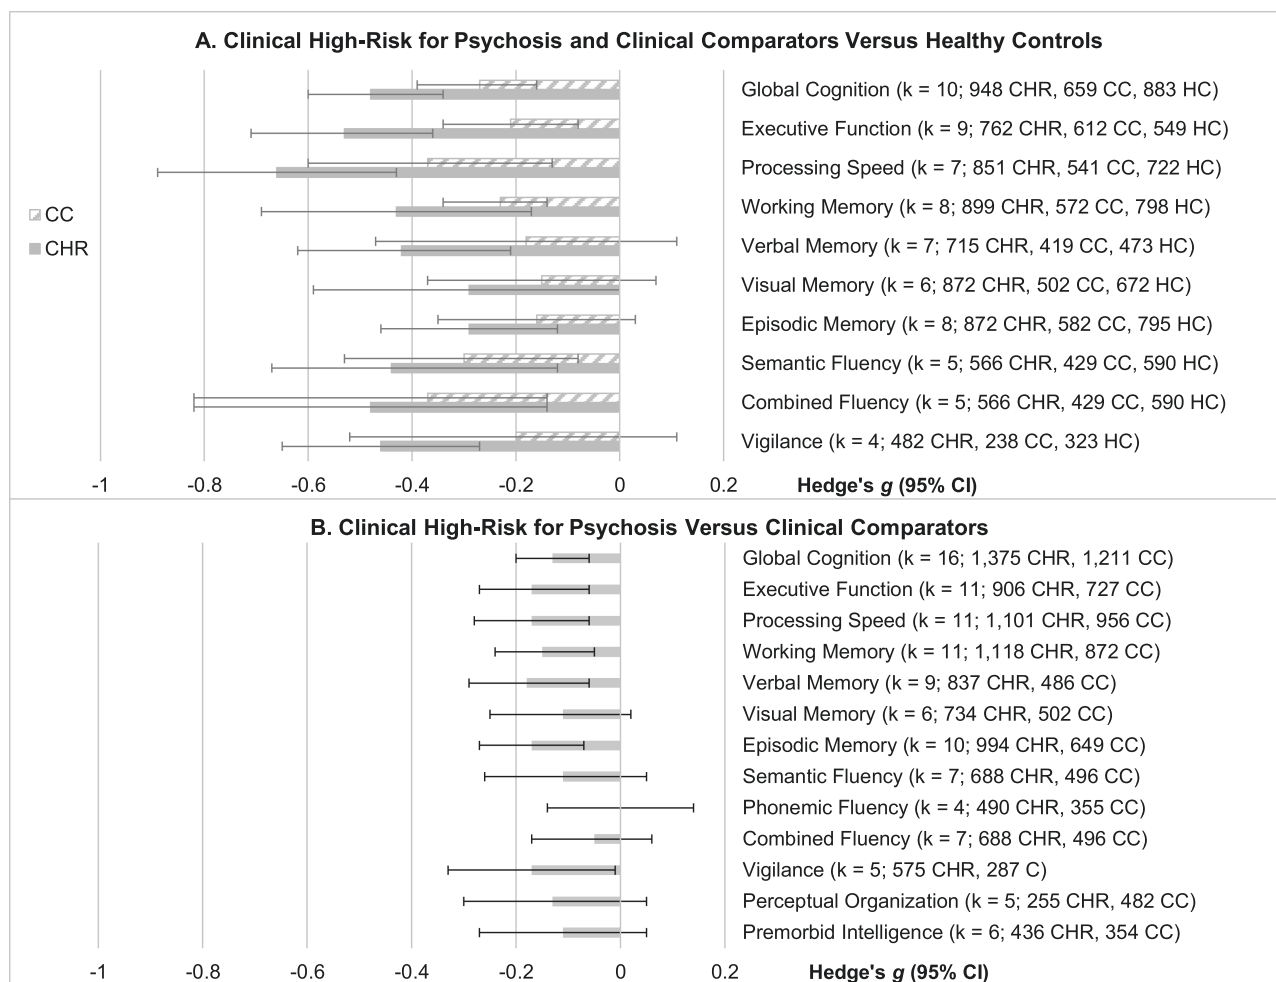 A. Clinical High-Risk for Psychosis and Clinical Comparators Versus Healthy Controls
Global Cognition (k = 10; 948 CHR, 659 CC, 883 HC)
Executive Function (k = 9; 762 CHR, 612 CC, 549 HC)
Processing Speed (k = 7; 851 CHR, 541 CC, 722 HC)
Working Memory (k = 8; 899 CHR, 572 CC, 798 HC)
Verbal Memory (k = 7; 715 CHR, 419 CC, 473 HC)
Visual Memory (k = 6; 872 CHR, 502 CC, 672 HC)
Episodic Memory (k = 8; 872 CHR, 582 CC, 795 HC)
Semantic Fluency (k = 5; 566 CHR, 429 CC, 590 HC)
Combined Fluency (k = 5; 566 CHR, 429 CC, 590 HC)
Vigilance (k = 4; 482 CHR, 238 CC, 323 HC)
CC
CHR
-1 -0.8 -0.6 -0.4 -0.2 0 0.2 Hedge's g (95% CI)
B. Clinical High-Risk for Psychosis Versus Clinical Comparators
Global Cognition (k = 16; 1,375 CHR, 1,211 CC)
Executive Function (k = 11; 906 CHR, 727 CC)
Processing Speed (k = 11; 1,101 CHR, 956 CC)
Working Memory (k = 11; 1,118 CHR, 872 CC)
Verbal Memory (k = 9; 837 CHR, 486 CC)
Visual Memory (k = 6; 734 CHR, 502 CC)
Episodic Memory (k = 10; 994 CHR, 649 CC)
Semantic Fluency (k = 7; 688 CHR, 496 CC)
Phonemic Fluency (k = 4; 490 CHR, 355 CC)
Combined Fluency (k = 7; 688 CHR, 496 CC)
Vigilance (k = 5; 575 CHR, 287 C)
Perceptual Organization (k = 5; 255 CHR, 482 CC)
Premorbid Intelligence (k = 6; 436 CHR, 354 CC)
-1 -0.8 -0.6 -0.4 -0.2 0 0.2 Hedge's g (95% CI)